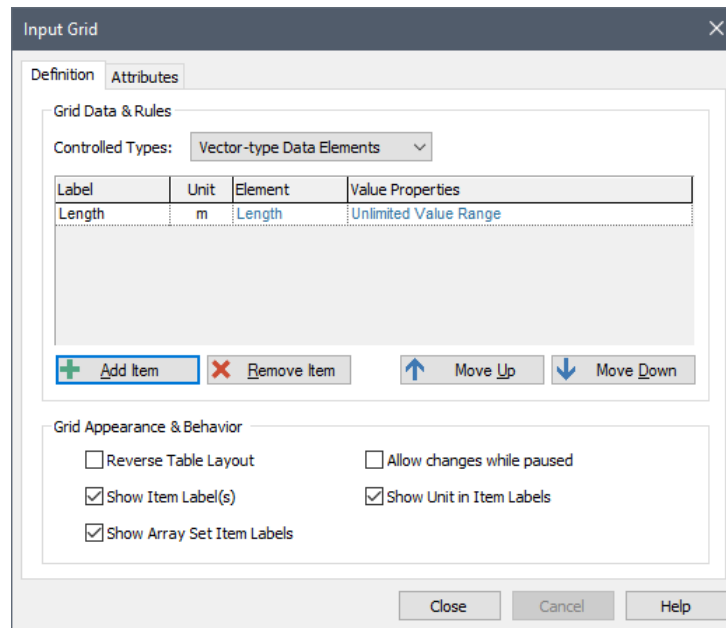 Input Grid
Definition Attributes
Grid Data & Rules
Controlled Types: Vector-type Data Elements
Label Unit Element Value Properties
Length m Length Unlimited Value Range
Add Item Remove Item Move Up Move Down
Grid Appearance & Behavior
Reverse Table Layout Allow changes while paused
Show Item Label(s) Show Unit in Item Labels
Show Array Set Item Labels
Close Cancel Help